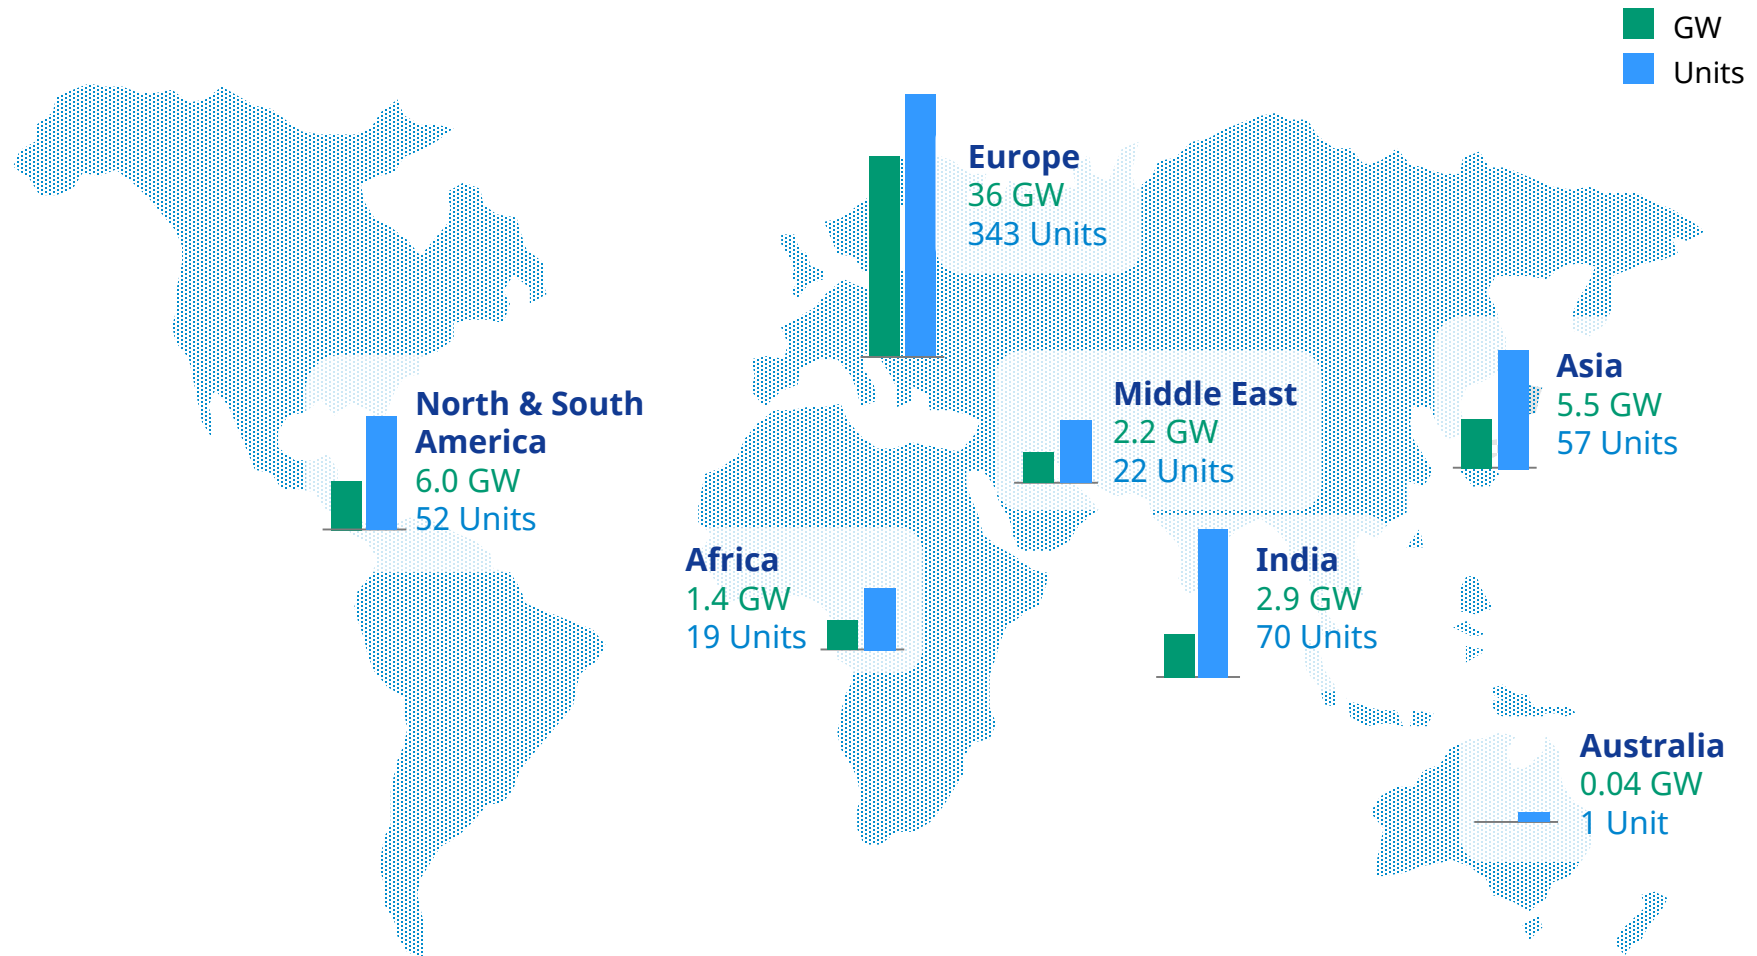 GW
Units
Europe
36 GW
343 Units
North & South
America
6.0 GW
52 Units
Middle East
2.2 GW
22 Units
Asia
5.5 GW
57 Units
Africa
1.4 GW
19 Units
India
2.9 GW
70 Units
Australia
0.04 GW
1 Unit